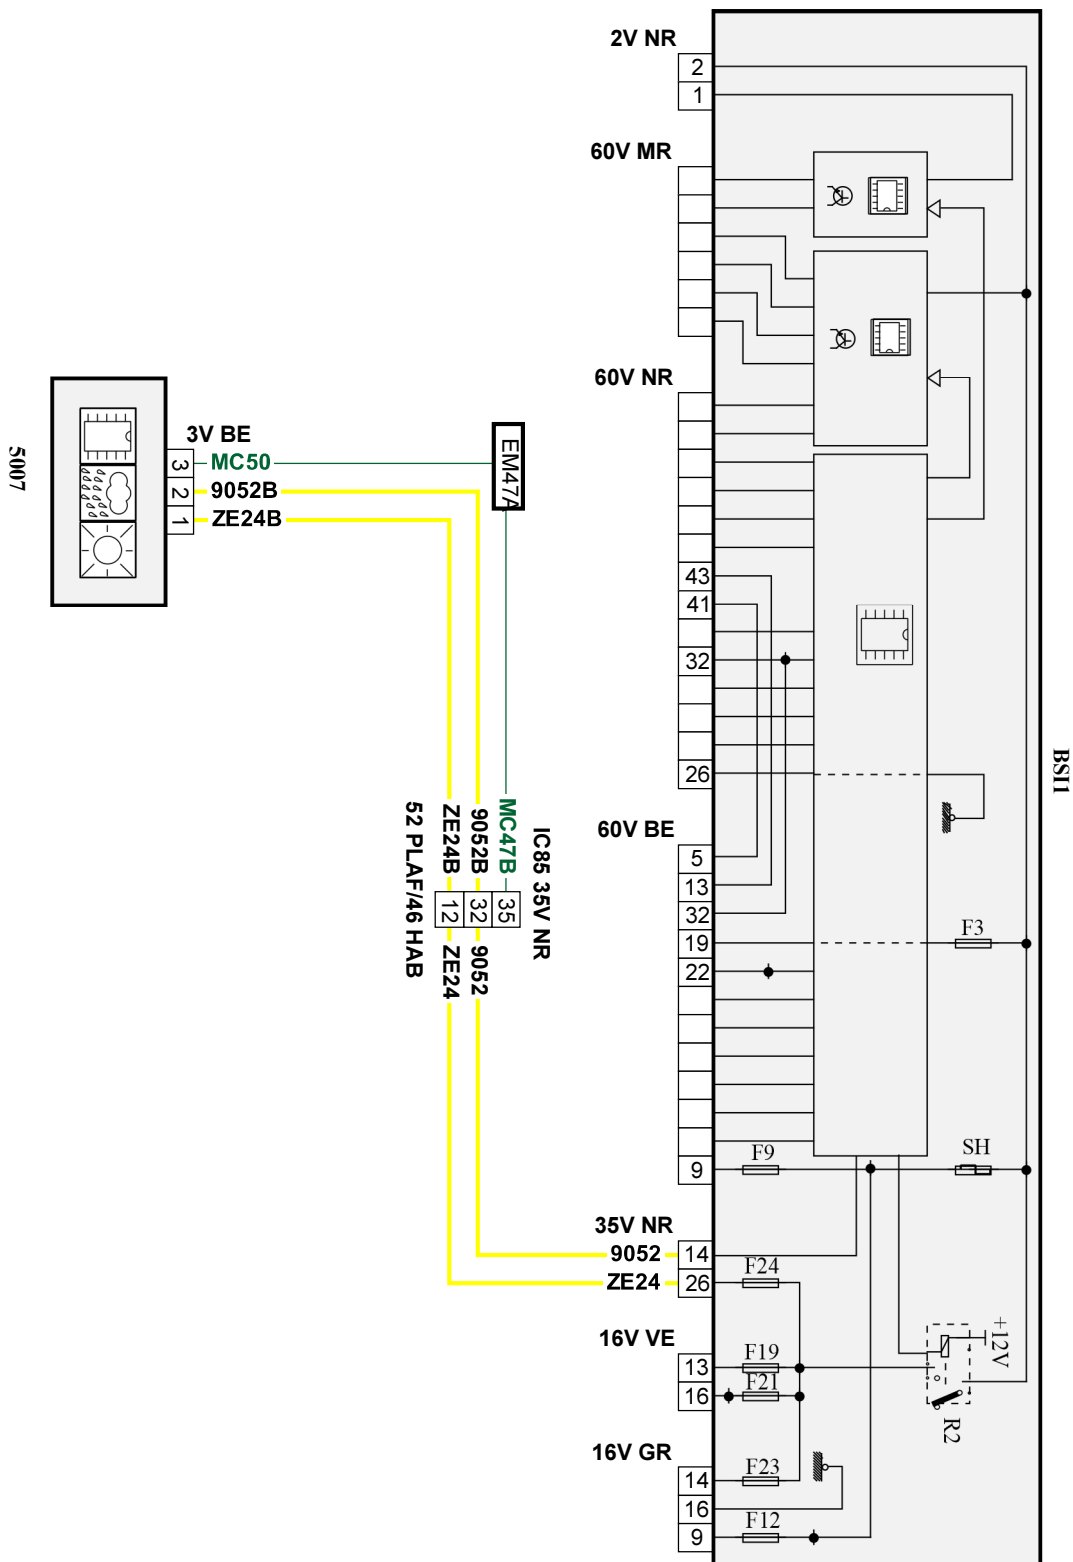 2V NR
2
1
60V MR
60V NR
43
41
32
26
60V BE
5
13
32
19
22
9
35V NR
9052 14
ZE24 26
16V VE
13
16
16V GR
14
16
9
F3
F9
SH
F24
F19
F21
F23
F12
+12V
R2
BSI1
5007
3V BE
3 MC50
2 9052B
1 ZE24B
EM47A
MC47B
9052B
ZE24B
IC85 35V NR
35
32
12
9052
ZE24
52 PLAF/46 HAB